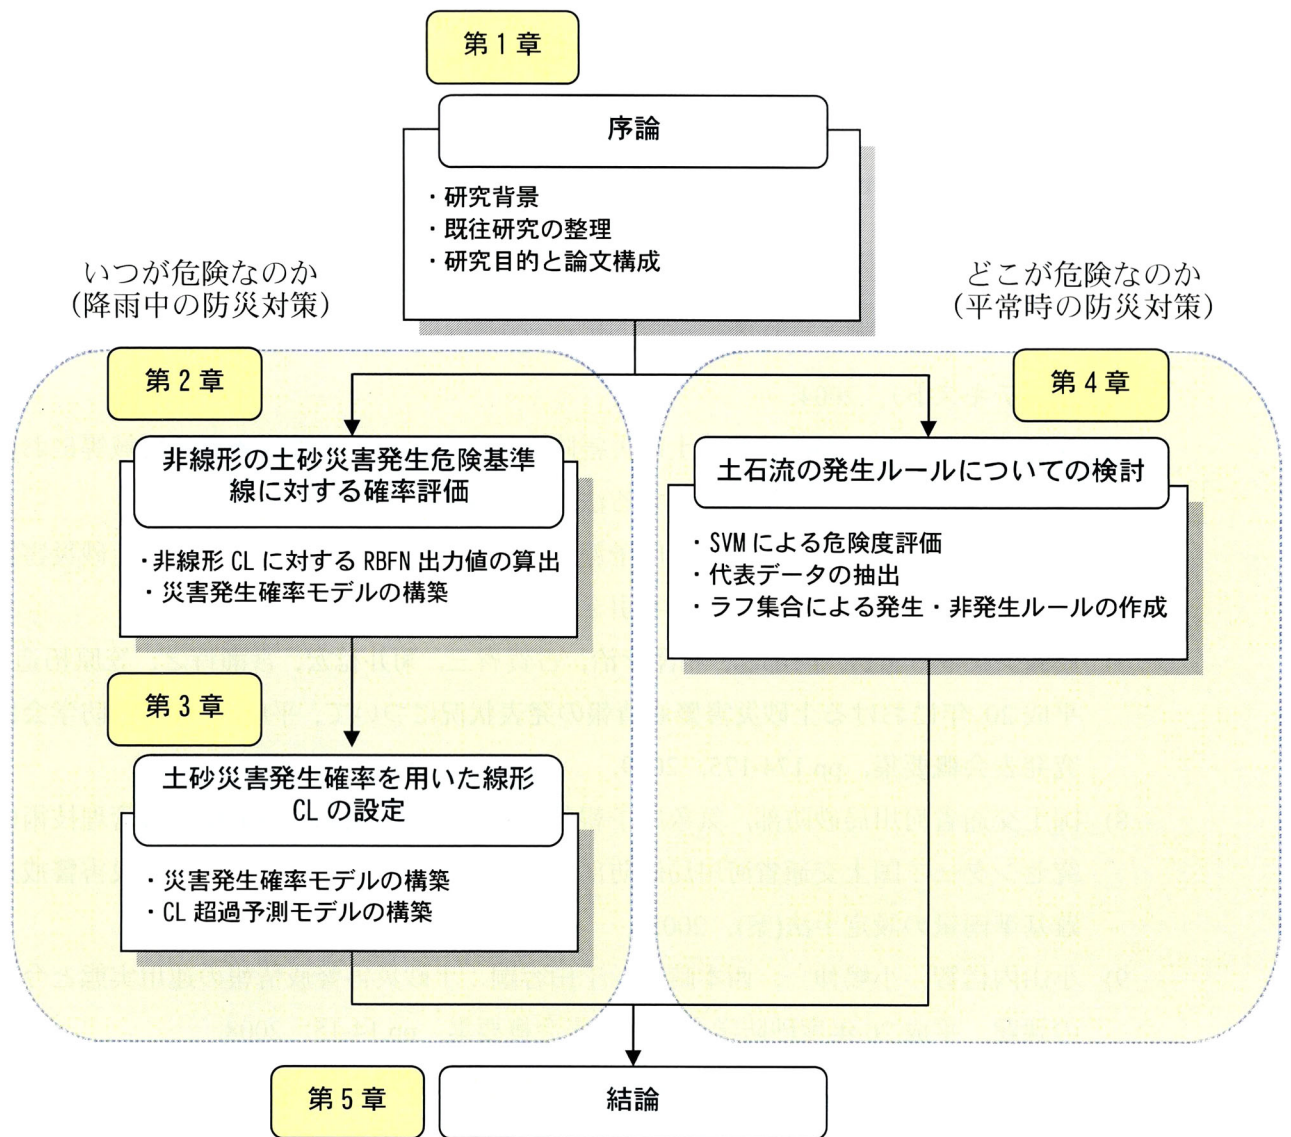 第1章
序論
・研究背景
・既往研究の整理
・研究目的と論文構成
いつが危険なのか
(降雨中の防災対策)
どこが危険なのか
(平常時の防災対策)
第2章
非線形の土砂災害発生危険基準
線に対する確率評価
・非線形 CL に対する RBFN 出力値の算出
・災害発生確率モデルの構築
第3章
土砂災害発生確率を用いた線形
CL の設定
・災害発生確率モデルの構築
・CL 超過予測モデルの構築
第4章
土石流の発生ルールについての検討
・SVM による危険度評価
・代表データの抽出
・ラフ集合による発生・非発生ルールの作成
第5章
結論